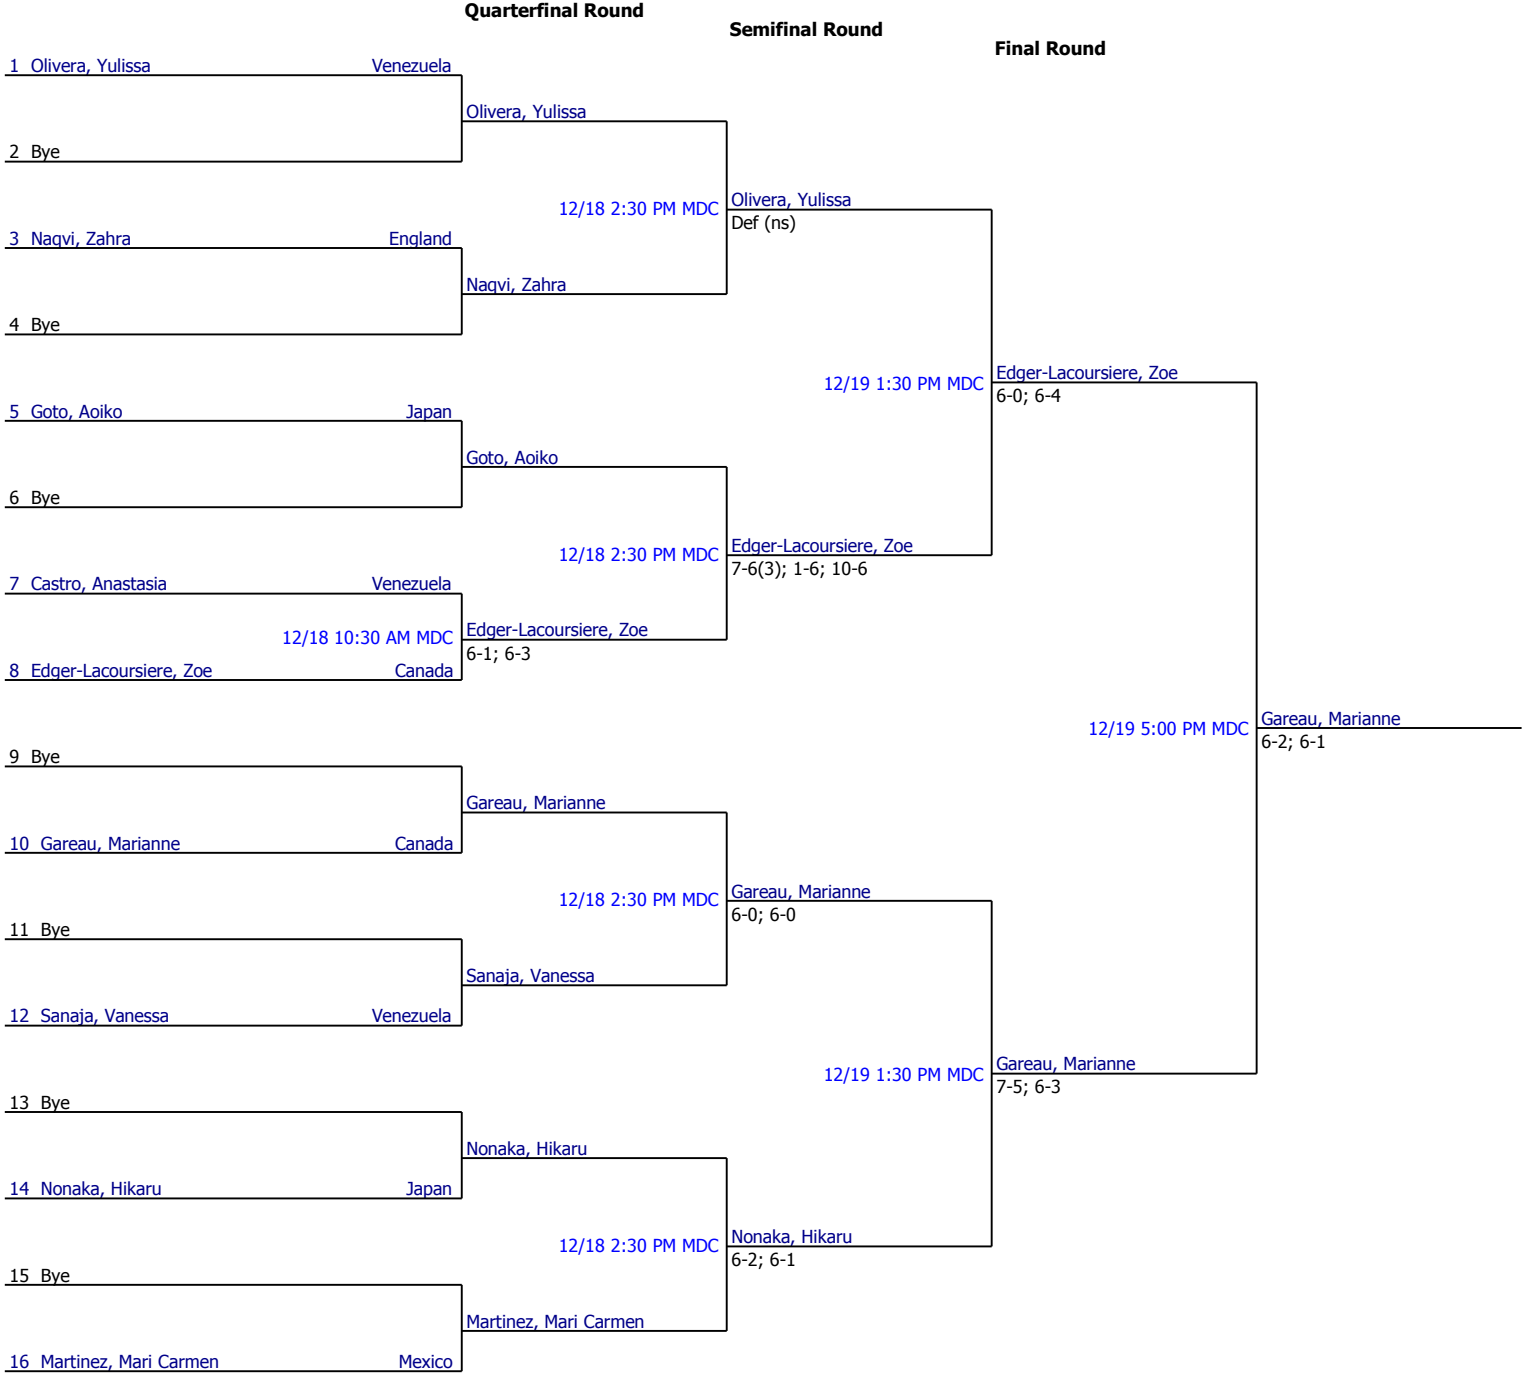 Quarterfinal Round
Semifinal Round
Final Round
1 Olivera, Yulissa Venezuela
Olivera, Yulissa
2 Bye
12/18 2:30 PM MDC Olivera, Yulissa
Def (ns)
3 Naqvi, Zahra England
Naqvi, Zahra
4 Bye
12/19 1:30 PM MDC Edger-Lacoursiere, Zoe
6-0; 6-4
5 Goto, Aoiko Japan
Goto, Aoiko
6 Bye
12/18 2:30 PM MDC Edger-Lacoursiere, Zoe
7-6(3); 1-6; 10-6
7 Castro, Anastasia Venezuela
12/18 10:30 AM MDC Edger-Lacoursiere, Zoe
6-1; 6-3
8 Edger-Lacoursiere, Zoe Canada
12/19 5:00 PM MDC Gareau, Marianne
6-2; 6-1
9 Bye
Gareau, Marianne
10 Gareau, Marianne Canada
12/18 2:30 PM MDC Gareau, Marianne
6-0; 6-0
11 Bye
Sanaja, Vanessa
12 Sanaja, Vanessa Venezuela
12/19 1:30 PM MDC Gareau, Marianne
7-5; 6-3
13 Bye
Nonaka, Hikaru
14 Nonaka, Hikaru Japan
12/18 2:30 PM MDC Nonaka, Hikaru
6-2; 6-1
15 Bye
Martinez, Mari Carmen
16 Martinez, Mari Carmen Mexico